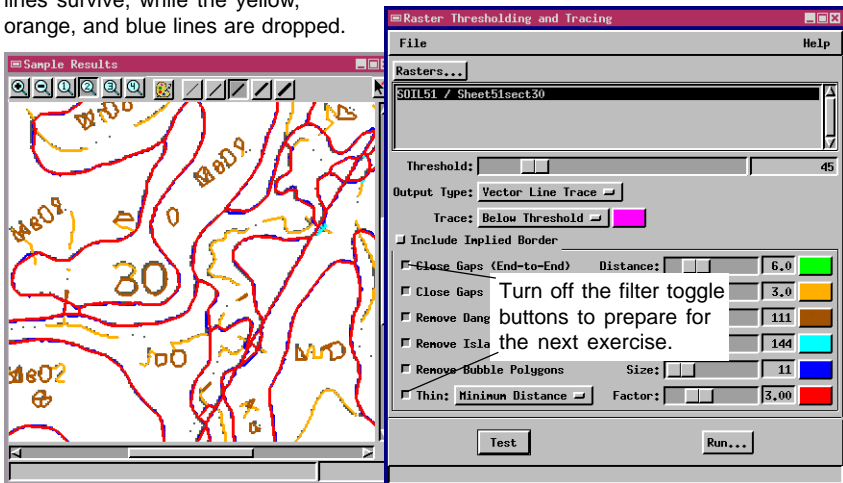 lines survive, while the yellow,
orange, and blue lines are dropped.
Sample Results
1 2 3 4
30
Raster Thresholding and Tracing
File Help
Rasters...
SOIL51 / Sheet51sect30
Threshold: 45
Output Type: Vector Line Trace
Trace: Below Threshold
Include Implied Border
Close Gaps (End-to-End) Distance: 6.0
Close Gaps 3.0
Remove Dang 111
Remove Isla 144
Remove Bubble Polygons Size: 11
Thin: Minimum Distance Factor: 3.00
Turn off the filter toggle
buttons to prepare for
the next exercise.
Test Run...